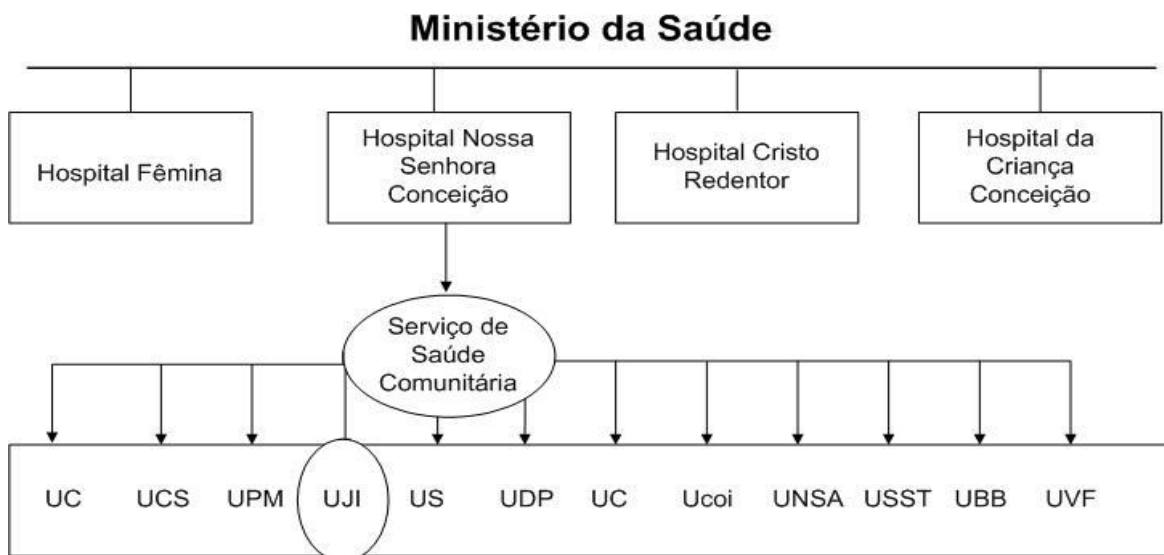 Ministério da Saúde
Hospital Fêmina
Hospital Nossa
Senhora
Conceição
Hospital Cristo
Redentor
Hospital da
Criança
Conceição
Serviço de
Saúde
Comunitária
UC UCS UPM UJI US UDP UC Ucoi UNSA USST UBB UVF